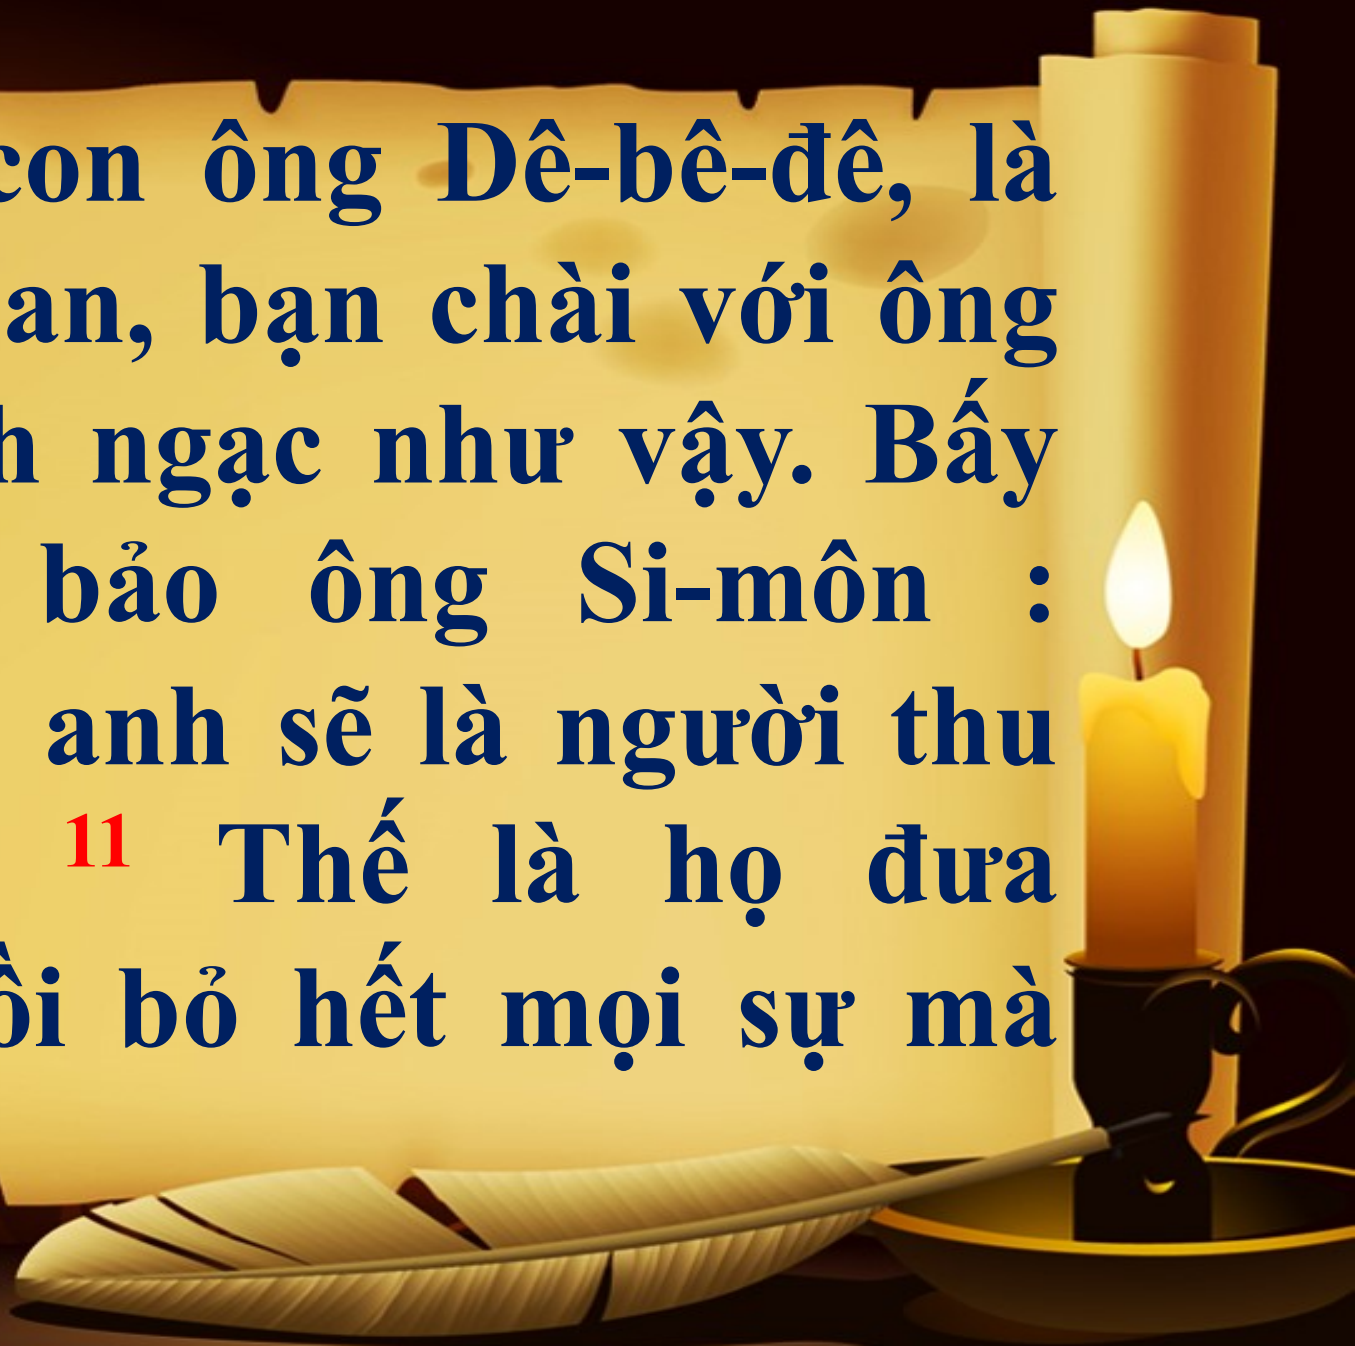 con ông Dê-bê-đê, là
an, bạn chài với ông
h ngạc như vậy. Bấy
bảo ông Si-môn :
anh sẽ là người thu
11 Thế là họ đưa
ồi bỏ hết mọi sự mà